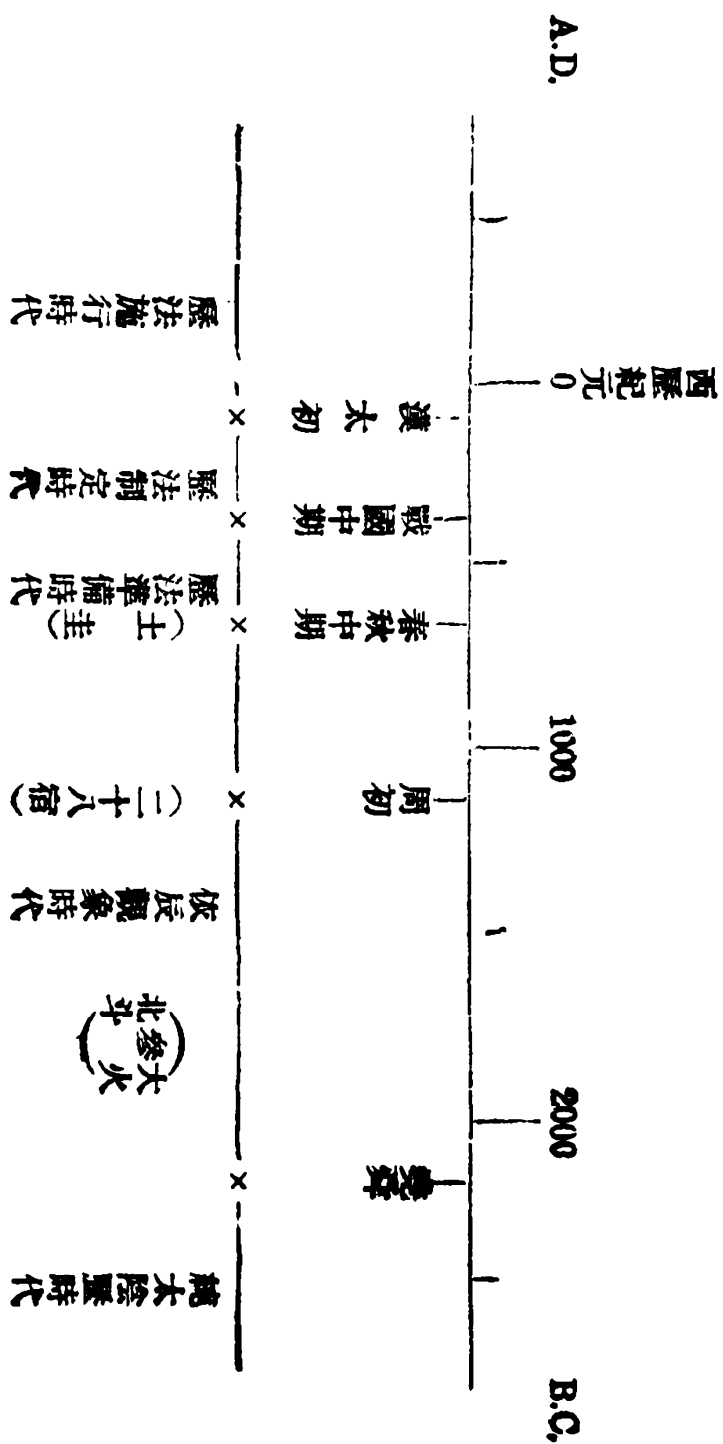 A.D.
西曆紀元 0
1000
2000
B.C.
漢太初
戰國中期
春秋中期
周初
堯舜
曆法施行時代
曆法制定時代
曆法準備時代
(土圭)
(二十八宿)
依辰觀象時代
(大火
參
北斗)
純太陰曆時代